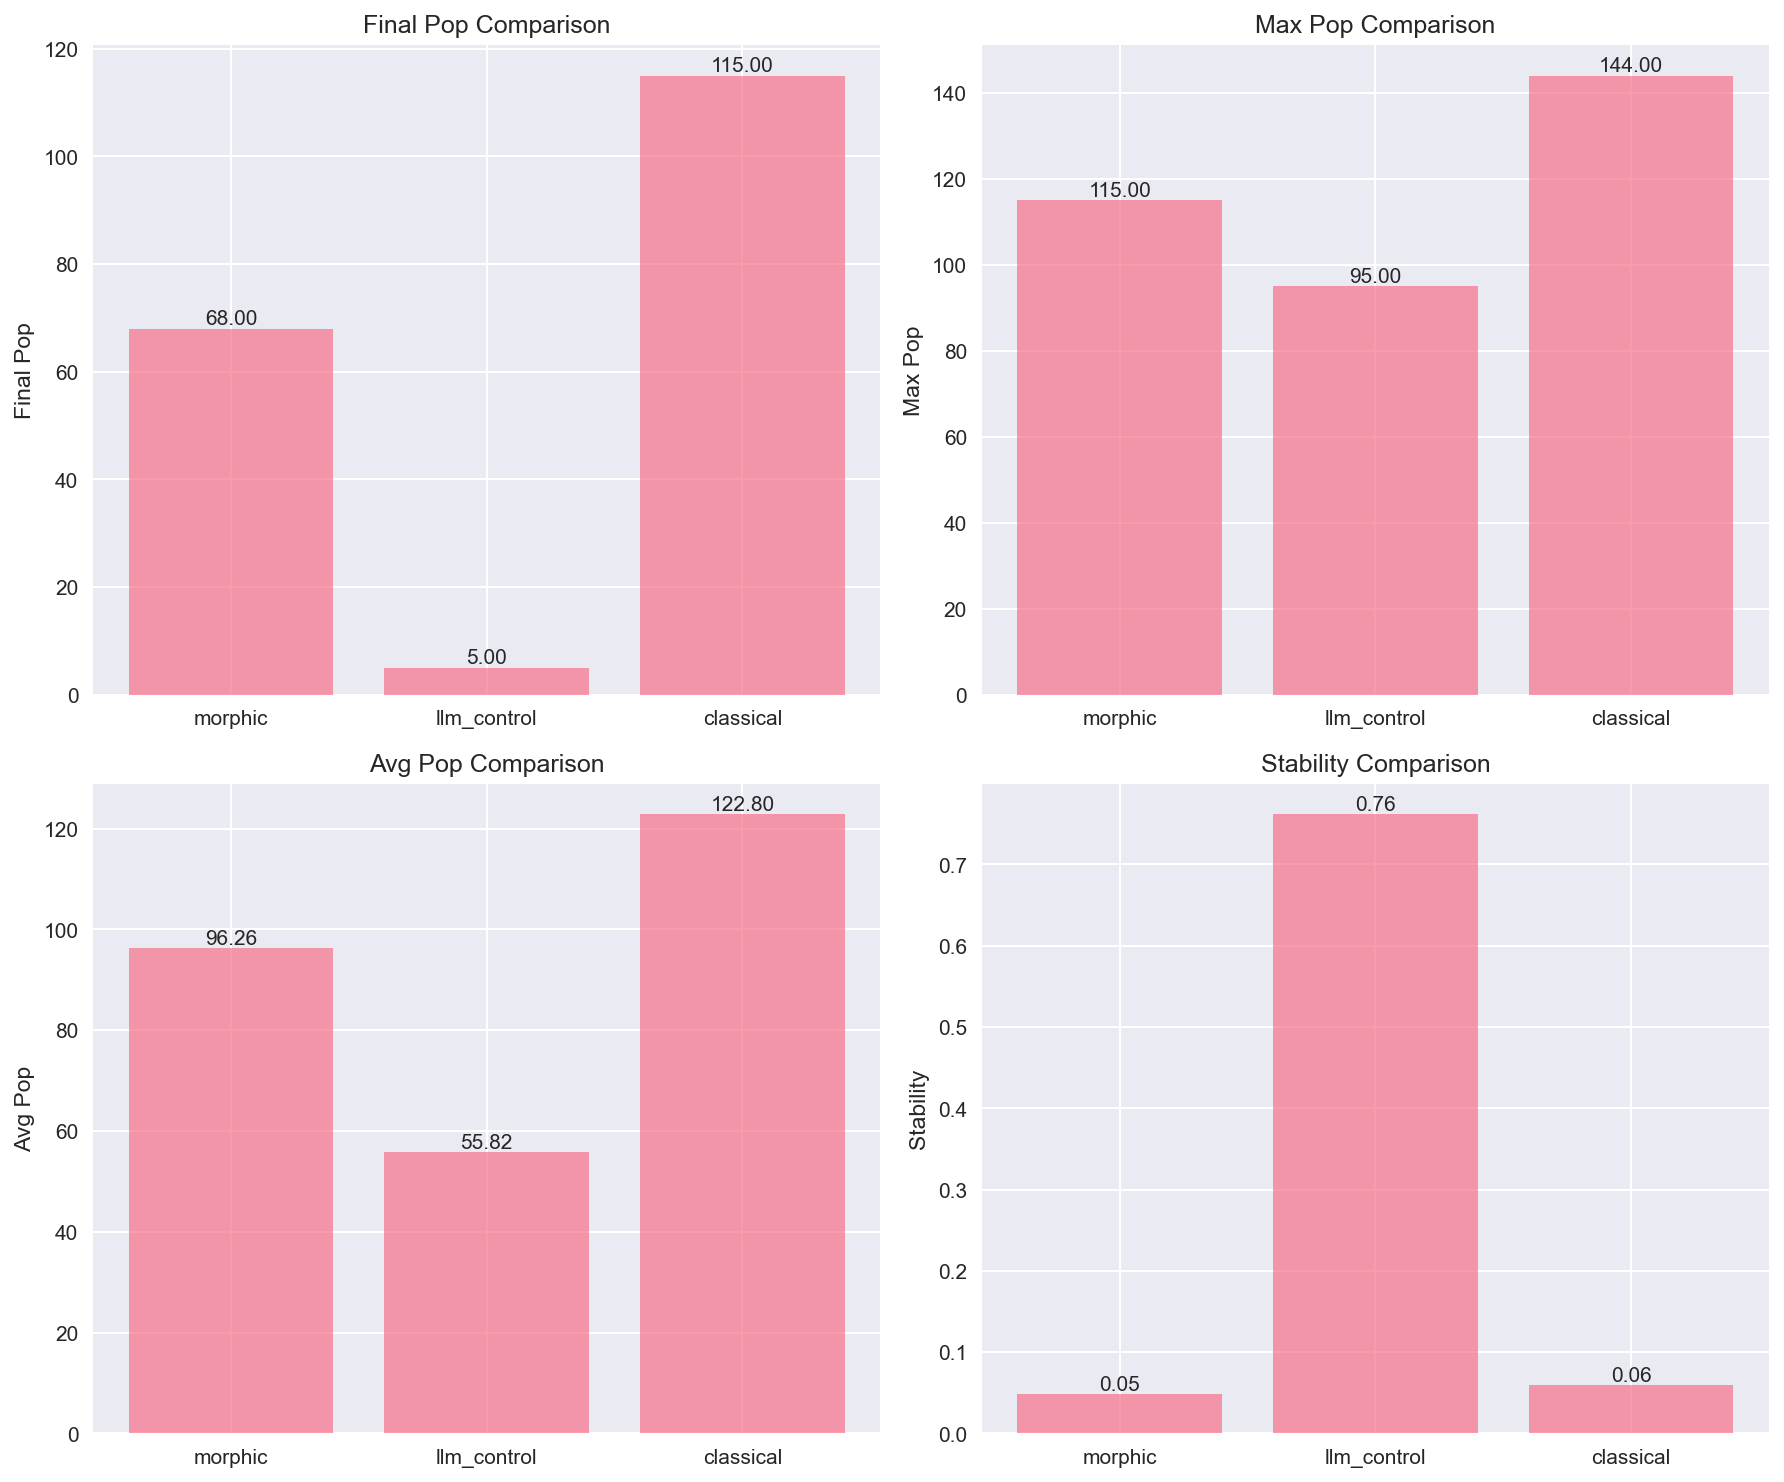 Final Pop Comparison
Final Pop
120
100
80
60
40
20
0
68.00
5.00
115.00
morphic
llm_control
classical
Max Pop Comparison
Max Pop
140
120
100
80
60
40
20
0
115.00
95.00
144.00
morphic
llm_control
classical
Avg Pop Comparison
Avg Pop
120
100
80
60
40
20
0
96.26
55.82
122.80
morphic
llm_control
classical
Stability Comparison
Stability
0.7
0.6
0.5
0.4
0.3
0.2
0.1
0.0
0.05
0.76
0.06
morphic
llm_control
classical